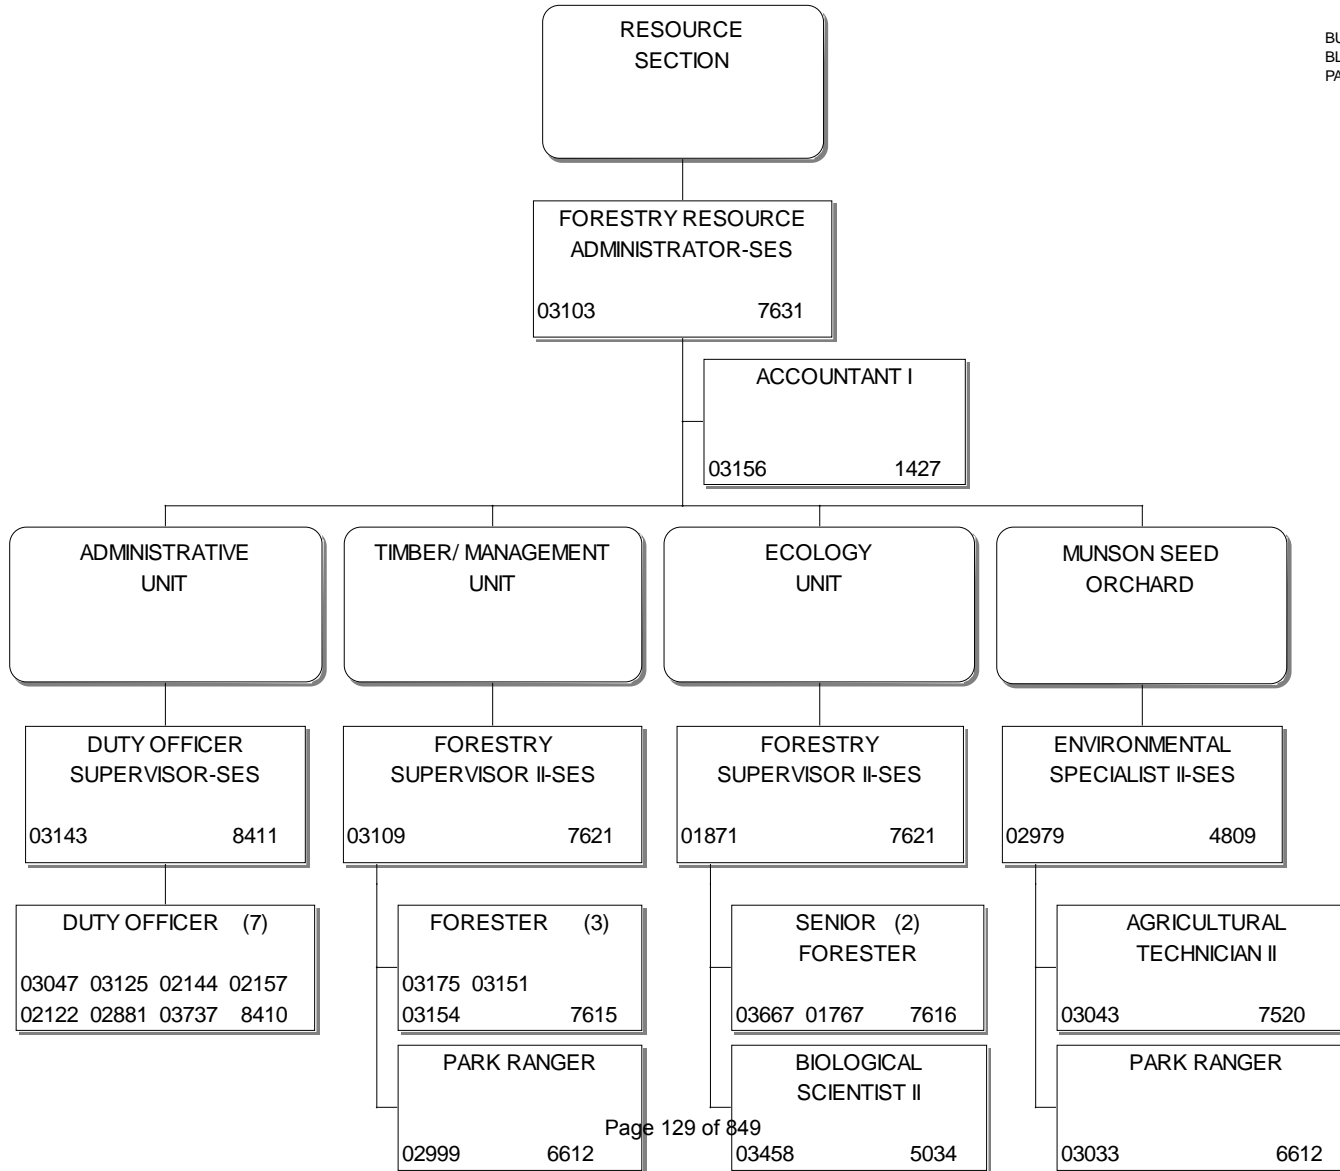 RESOURCE
SECTION
BU
BL
PA
FORESTRY RESOURCE
ADMINISTRATOR-SES
03103 7631
ACCOUNTANT I
03156 1427
ADMINISTRATIVE
UNIT
TIMBER/ MANAGEMENT
UNIT
ECOLOGY
UNIT
MUNSON SEED
ORCHARD
DUTY OFFICER
SUPERVISOR-SES
03143 8411
FORESTRY
SUPERVISOR II-SES
03109 7621
FORESTRY
SUPERVISOR II-SES
01871 7621
ENVIRONMENTAL
SPECIALIST II-SES
02979 4809
DUTY OFFICER (7)
03047 03125 02144 02157
02122 02881 03737 8410
FORESTER (3)
03175 03151
03154 7615
SENIOR (2)
FORESTER
03667 01767 7616
AGRICULTURAL
TECHNICIAN II
03043 7520
PARK RANGER
02999 6612
BIOLOGICAL
SCIENTIST II
03458 5034
PARK RANGER
03033 6612
Page 129 of 849